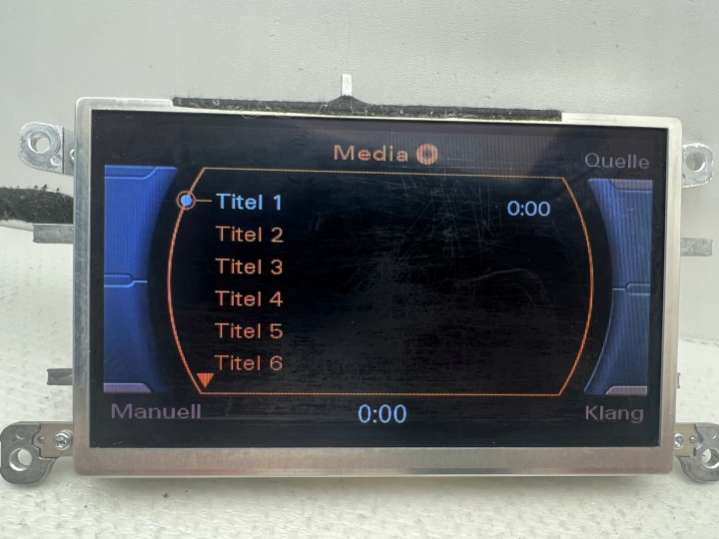 Media
Quelle
Titel 1 0:00
Titel 2
Titel 3
Titel 4
Titel 5
Titel 6
Manuell 0:00 Klang